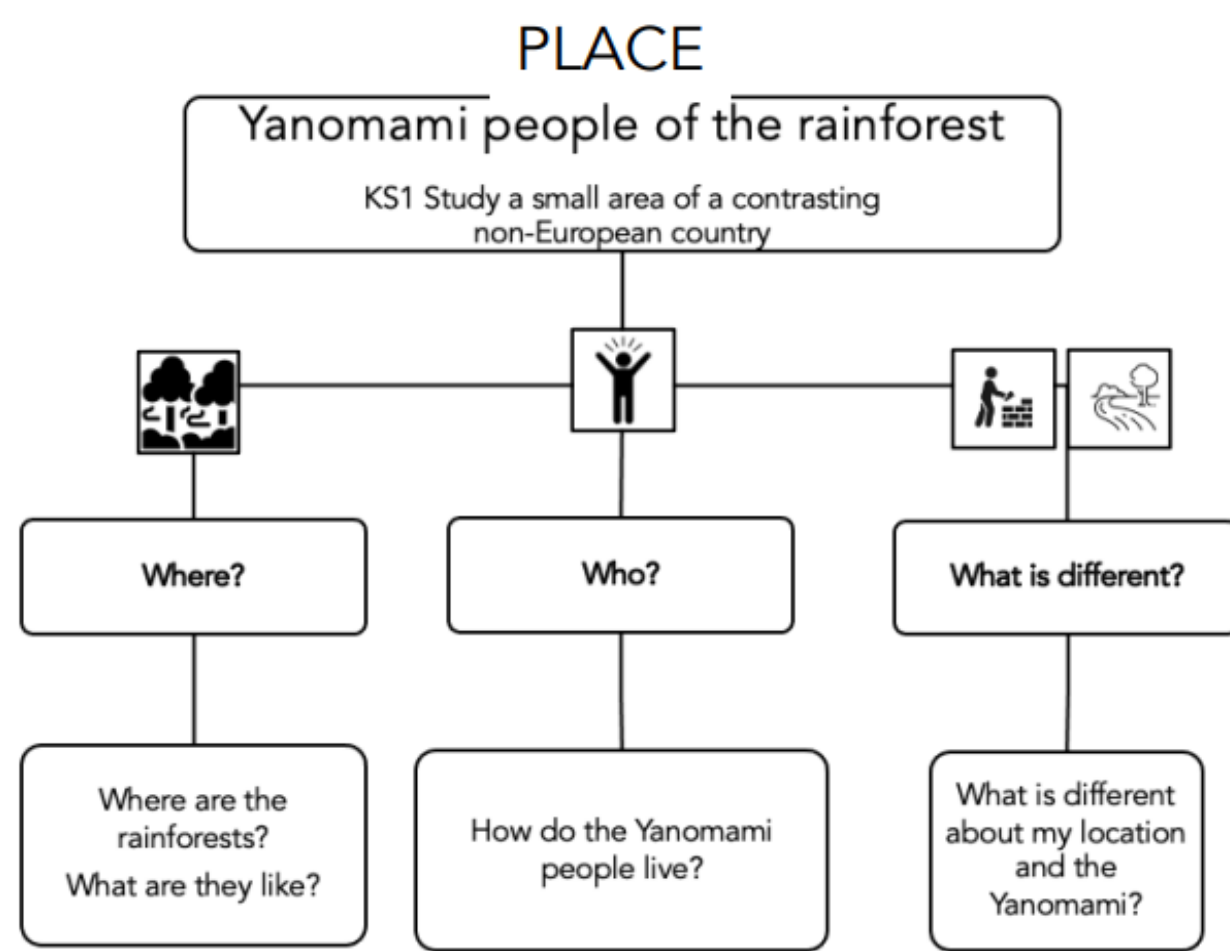 PLACE
Yanomami people of the rainforest
KS1 Study a small area of a contrasting
non-European country
Where?
Who?
What is different?
Where are the
rainforests?
What are they like?
How do the Yanomami
people live?
What is different
about my location
and the
Yanomami?